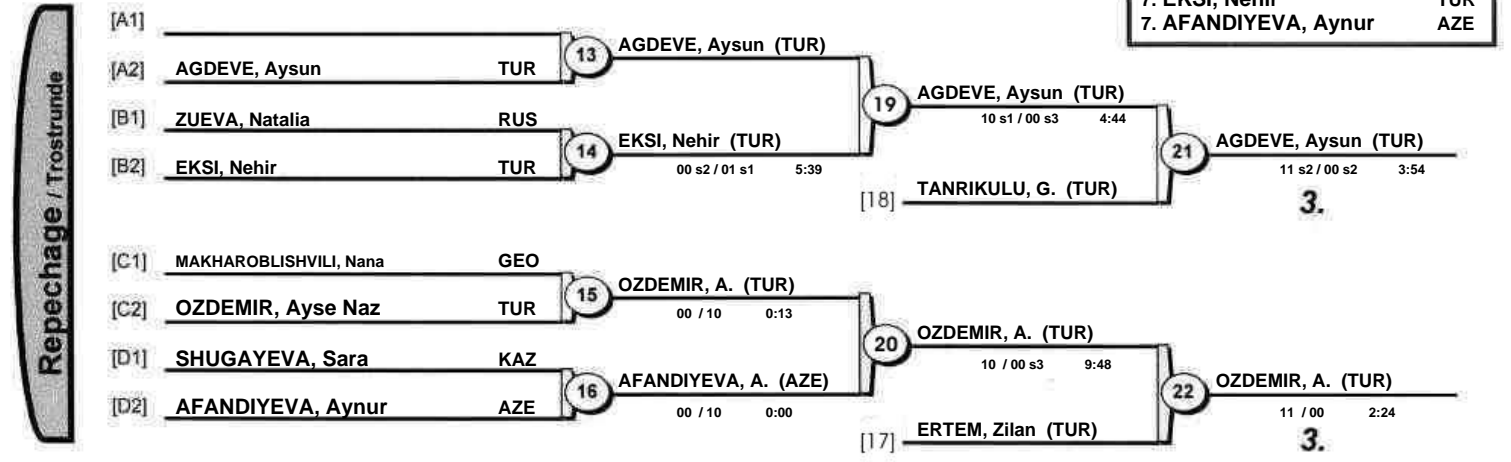 7. EKSI, Nehir TUR
7. AFANDIYEVA, Aynur AZE
Repechage / Trostrunde
[A1]
[A2] AGDEVE, Aysun TUR
13 AGDEVE, Aysun (TUR)
[B1] ZUEVA, Natalia RUS
[B2] EKSI, Nehir TUR
14 EKSI, Nehir (TUR)
00 s2 / 01 s1 5:39
19 AGDEVE, Aysun (TUR)
10 s1 / 00 s3 4:44
[18] TANRIKULU, G. (TUR)
21 AGDEVE, Aysun (TUR)
11 s2 / 00 s2 3:54
3.
[C1] MAKHAROBLISHVILI, Nana GEO
[C2] OZDEMIR, Ayse Naz TUR
15 OZDEMIR, A. (TUR)
00 / 10 0:13
[D1] SHUGAYEVA, Sara KAZ
[D2] AFANDIYEVA, Aynur AZE
16 AFANDIYEVA, A. (AZE)
00 / 10 0:00
20 OZDEMIR, A. (TUR)
10 / 00 s3 9:48
[17] ERTEM, Zilan (TUR)
22 OZDEMIR, A. (TUR)
11 / 00 2:24
3.